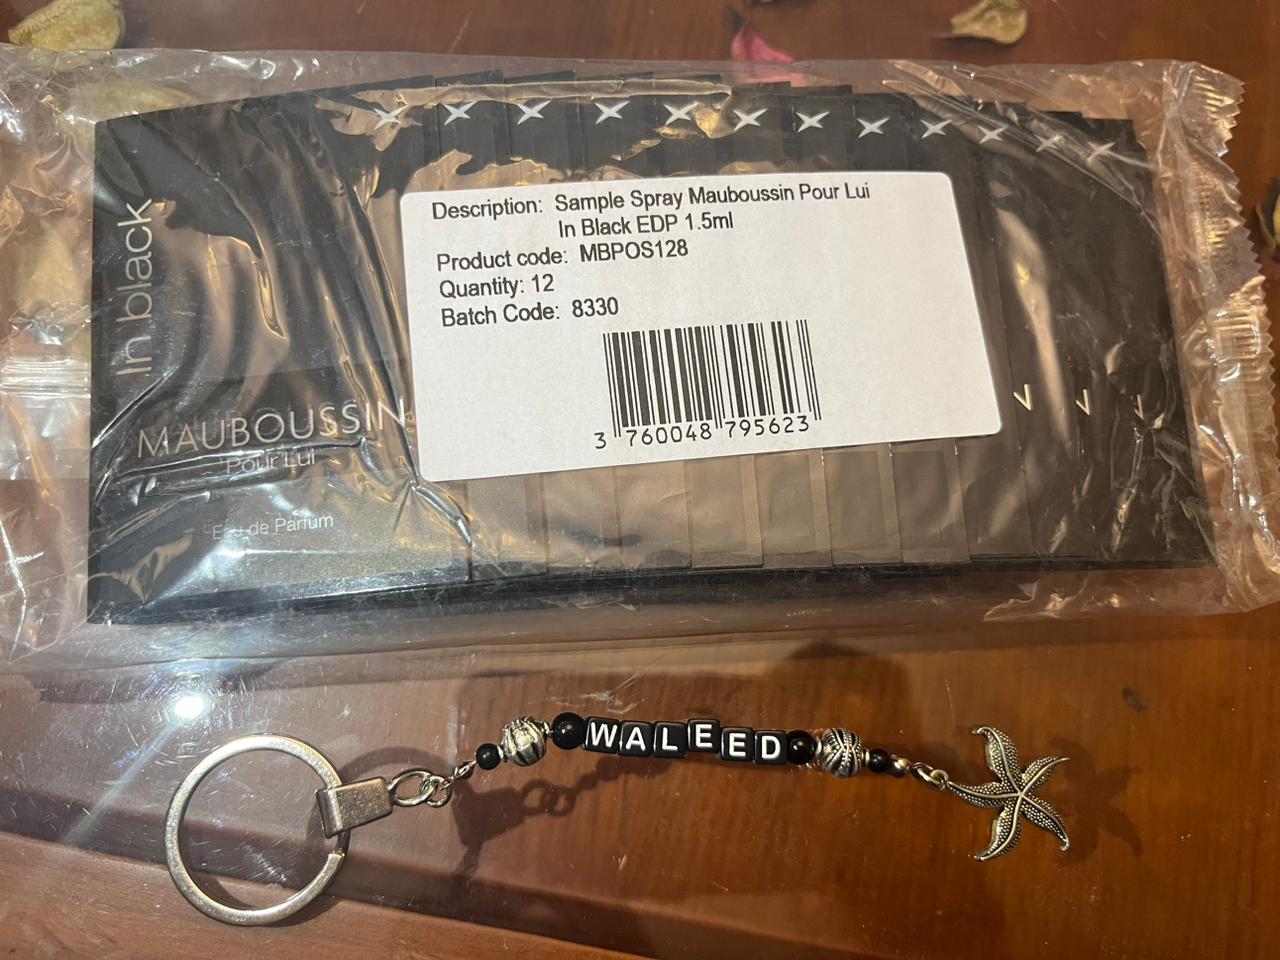 In black
MAUBOUSSIN
Pour Lui
Eau de Parfum
Description: Sample Spray Mauboussin Pour Lui
In Black EDP 1.5ml
Product code: MBPOS128
Quantity: 12
Batch Code: 8330
3 760048 795623
WALEED